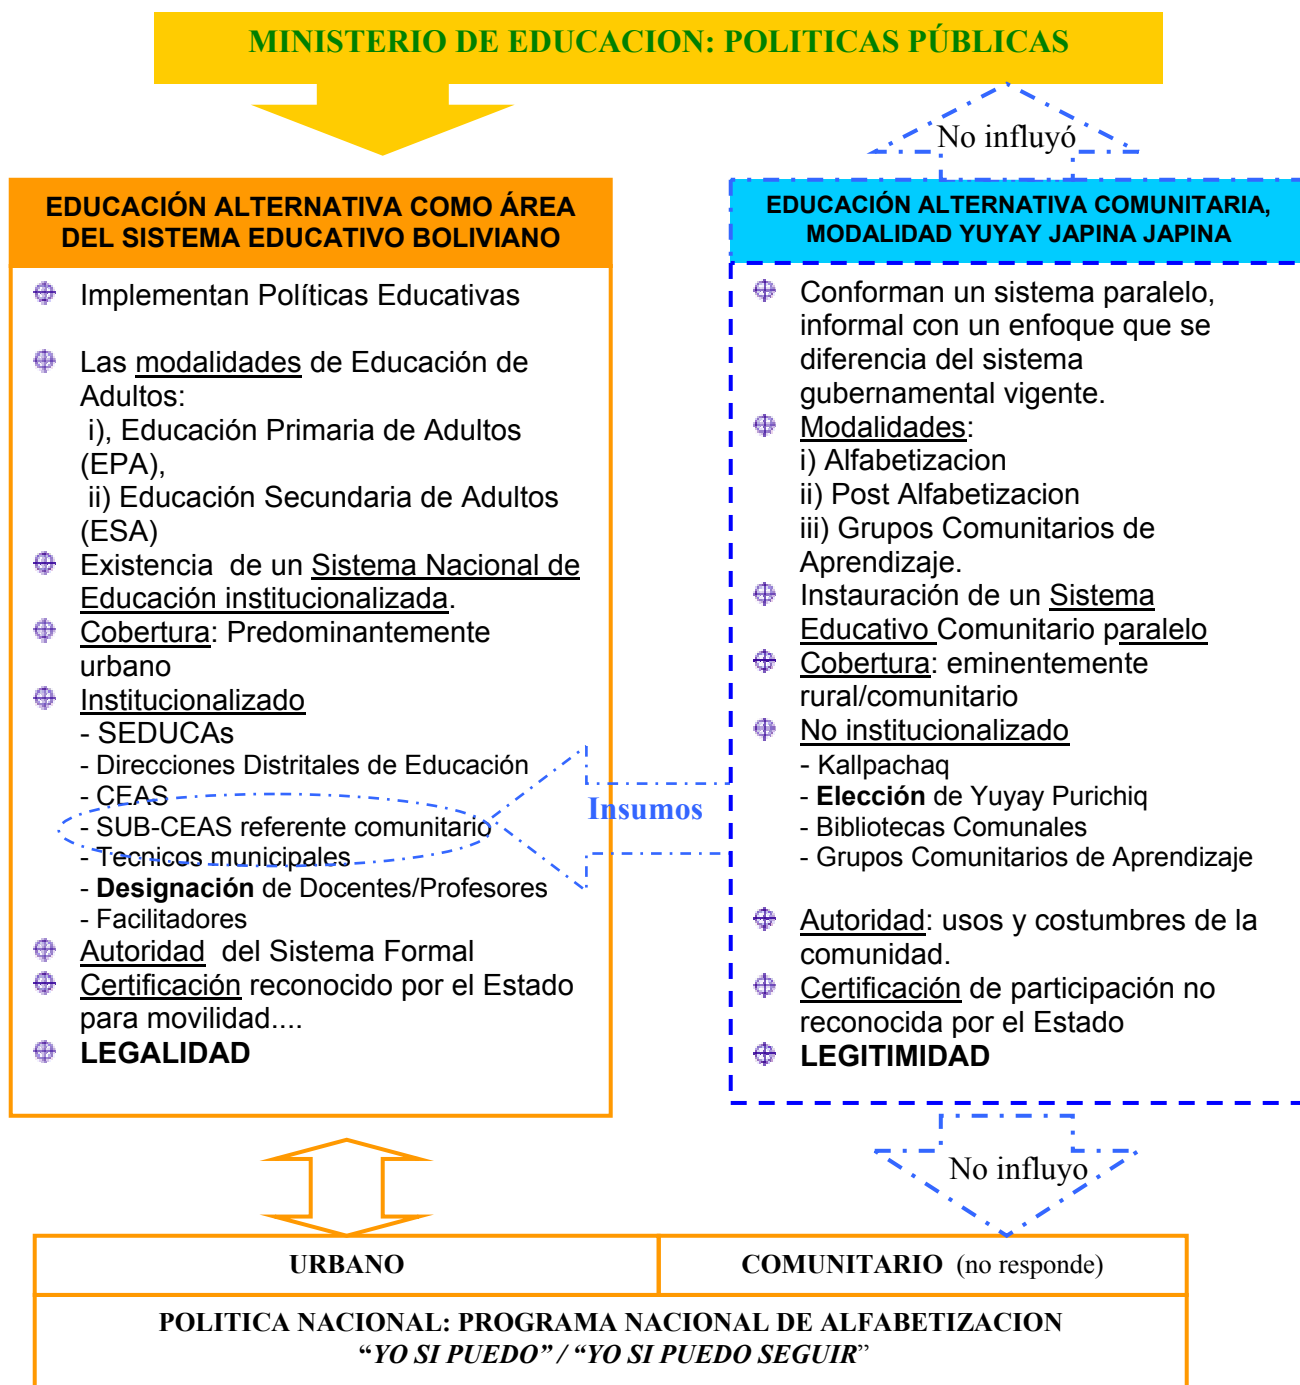 MINISTERIO DE EDUCACION: POLITICAS PÚBLICAS
No influyó
EDUCACIÓN ALTERNATIVA COMO ÁREA
DEL SISTEMA EDUCATIVO BOLIVIANO
Implementan Políticas Educativas
Las modalidades de Educación de
Adultos:
i), Educación Primaria de Adultos
(EPA),
ii) Educación Secundaria de Adultos
(ESA)
Existencia de un Sistema Nacional de
Educación institucionalizada.
Cobertura: Predominantemente
urbano
Institucionalizado
- SEDUCAs
- Direcciones Distritales de Educación
- CEAS
- SUB-CEAS referente comunitario
- Tecnicos municipales
- Designación de Docentes/Profesores
- Facilitadores
Autoridad del Sistema Formal
Certificación reconocido por el Estado
para movilidad....
LEGALIDAD
Insumos
EDUCACIÓN ALTERNATIVA COMUNITARIA,
MODALIDAD YUYAY JAPINA JAPINA
Conforman un sistema paralelo,
informal con un enfoque que se
diferencia del sistema
gubernamental vigente.
Modalidades:
i) Alfabetizacion
ii) Post Alfabetizacion
iii) Grupos Comunitarios de
Aprendizaje.
Instauración de un Sistema
Educativo Comunitario paralelo
Cobertura: eminentemente
rural/comunitario
No institucionalizado
- Kallpachaq
- Elección de Yuyay Purichiq
- Bibliotecas Comunales
- Grupos Comunitarios de Aprendizaje
Autoridad: usos y costumbres de la
comunidad.
Certificación de participación no
reconocida por el Estado
LEGITIMIDAD
No influyo
URBANO
COMUNITARIO (no responde)
POLITICA NACIONAL: PROGRAMA NACIONAL DE ALFABETIZACION
“YO SI PUEDO” / “YO SI PUEDO SEGUIR”